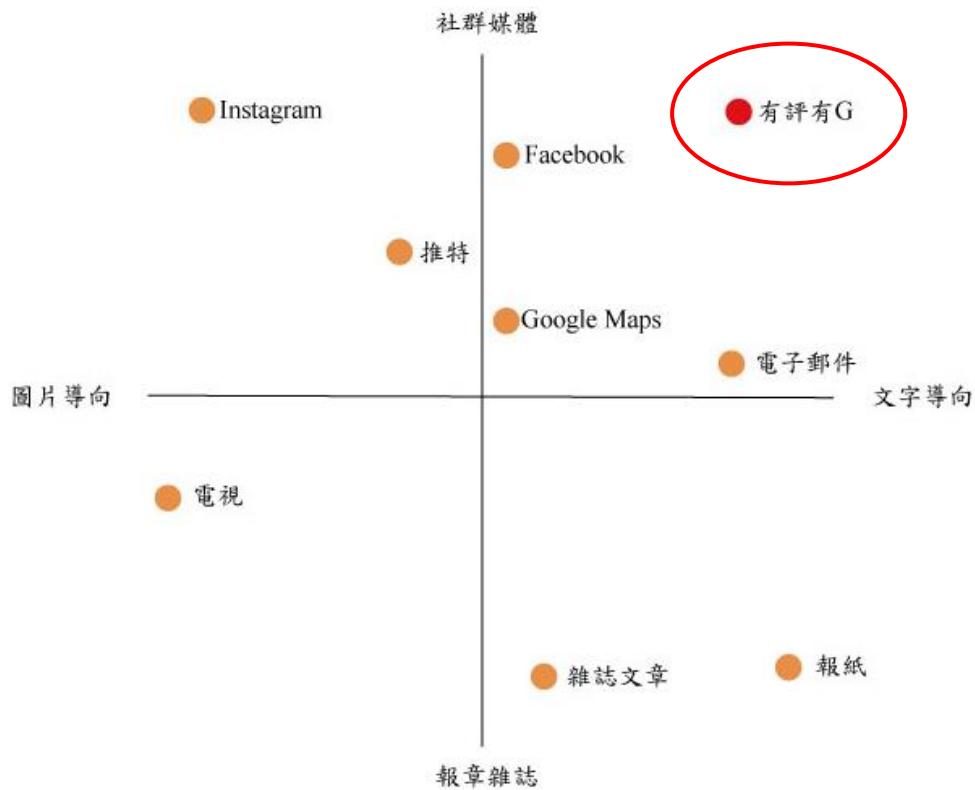 社群媒體
Instagram
有評有G
Facebook
推特
Google Maps
電子郵件
圖片導向
文字導向
電視
雜誌文章
報紙
報章雜誌